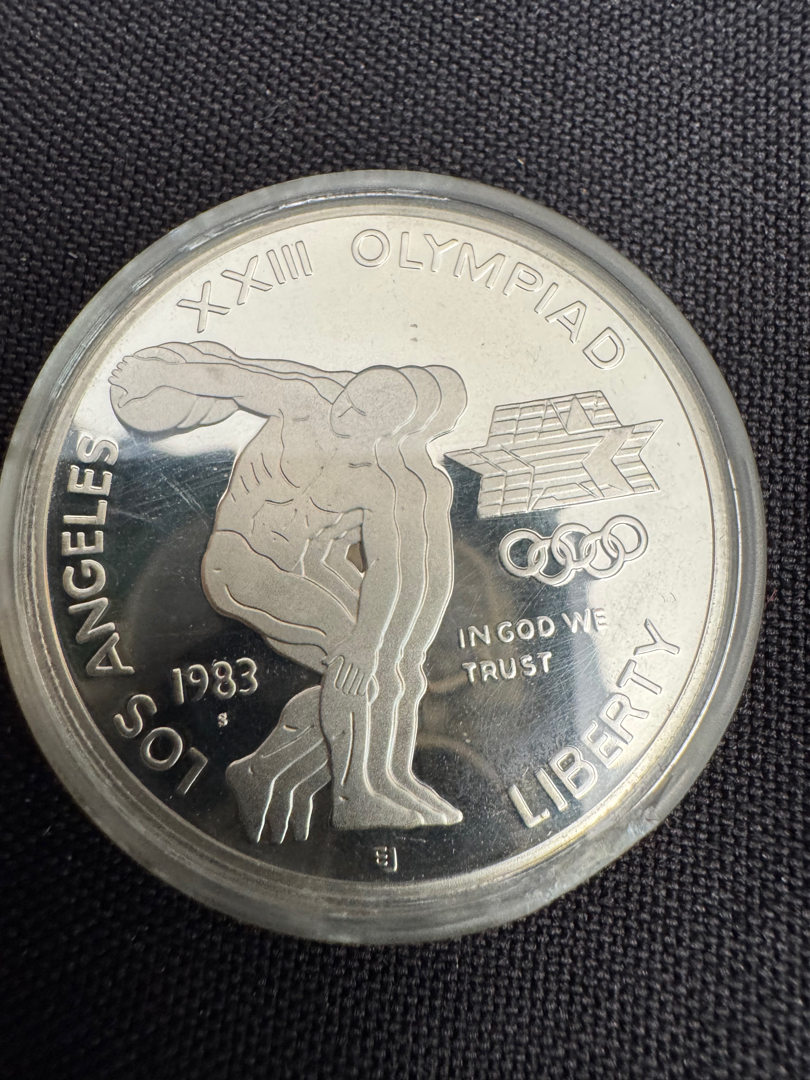 XXIII OLYMPIAD
LOS ANGELES
1983
S
IN GOD WE
TRUST
LIBERTY
EJ